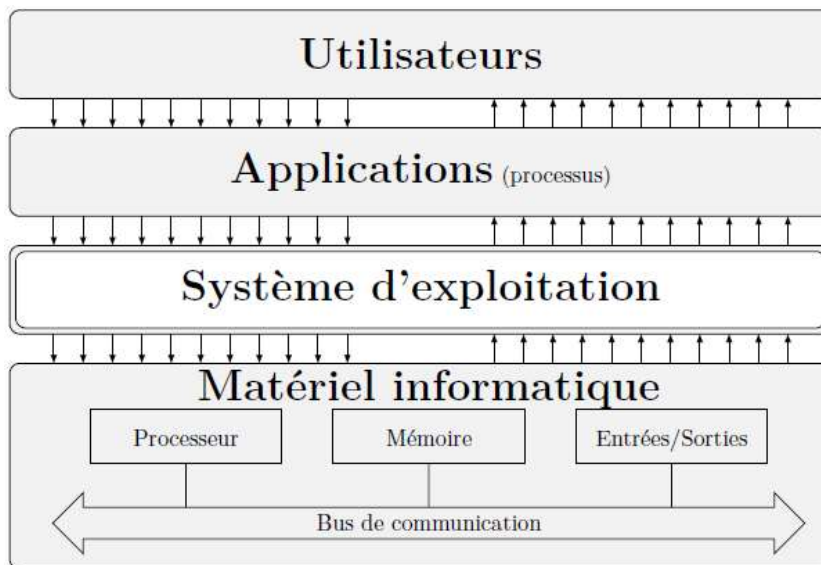 Utilisateurs
Applications (processus)
Système d'exploitation
Matériel informatique
Processeur
Mémoire
Entrées/Sorties
Bus de communication